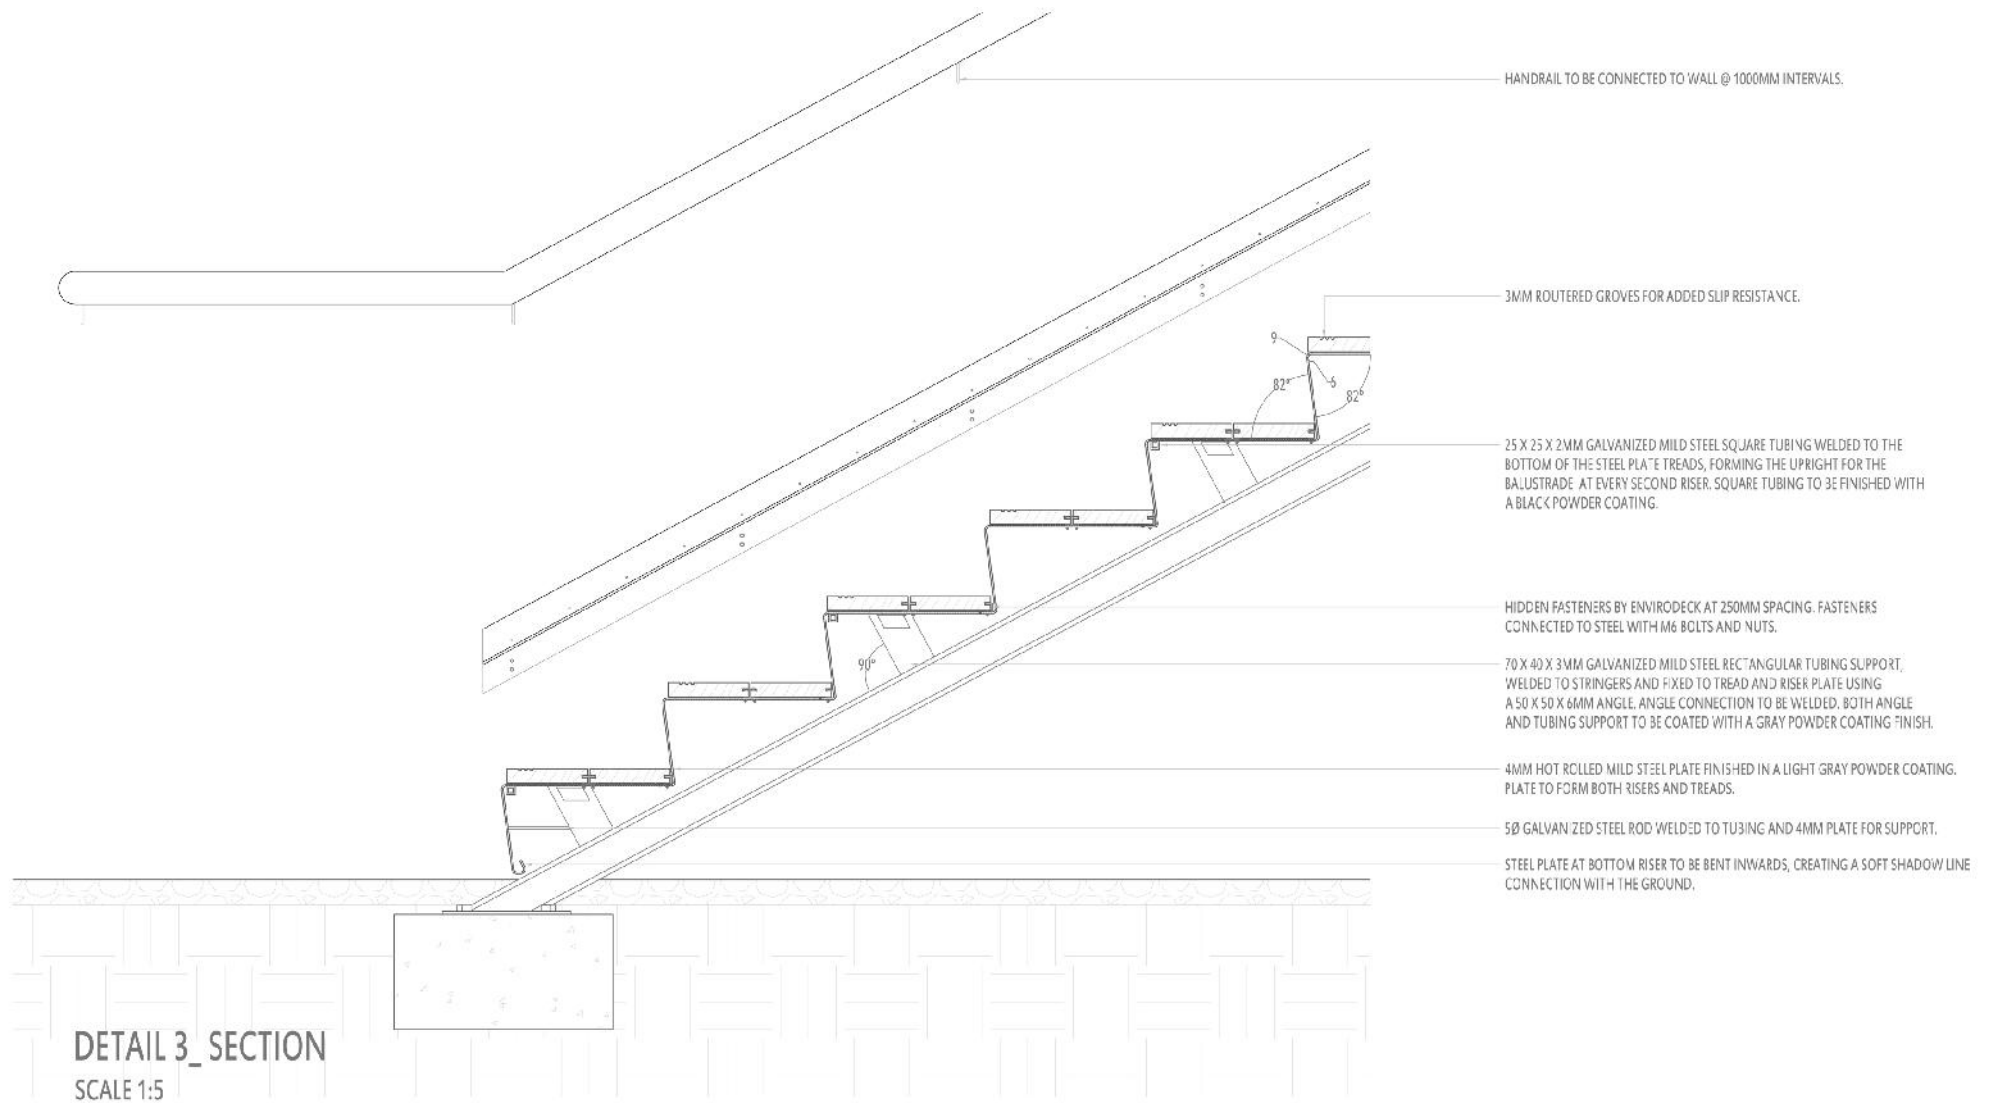 HANDRAIL TO BE CONNECTED TO WALL @ 1000MM INTERVALS.
3MM ROUTERED GROVES FOR ADDED SLIP RESISTANCE.
9
82°
6
82°
25 X 25 X 2MM GALVANIZED MILD STEEL SQUARE TUBING WELDED TO THE
BOTTOM OF THE STEEL PLATE TREADS, FORMING THE UPRIGHT FOR THE
BALUSTRADE AT EVERY SECOND RISER. SQUARE TUBING TO BE FINISHED WITH
A BLACK POWDER COATING.
HIDDEN FASTENERS BY ENVIRODECK AT 250MM SPACING. FASTENERS
CONNECTED TO STEEL WITH M6 BOLTS AND NUTS.
90°
70 X 40 X 3MM GALVANIZED MILD STEEL RECTANGULAR TUBING SUPPORT,
WELDED TO STRINGERS AND FIXED TO TREAD AND RISER PLATE USING
A 50 X 50 X 6MM ANGLE. ANGLE CONNECTION TO BE WELDED. BOTH ANGLE
AND TUBING SUPPORT TO BE COATED WITH A GRAY POWDER COATING FINISH.
4MM HOT ROLLED MILD STEEL PLATE FINISHED IN A LIGHT GRAY POWDER COATING.
PLATE TO FORM BOTH RISERS AND TREADS.
5Ø GALVANIZED STEEL ROD WELDED TO TUBING AND 4MM PLATE FOR SUPPORT.
STEEL PLATE AT BOTTOM RISER TO BE BENT INWARDS, CREATING A SOFT SHADOW LINE
CONNECTION WITH THE GROUND.
DETAIL 3_ SECTION
SCALE 1:5